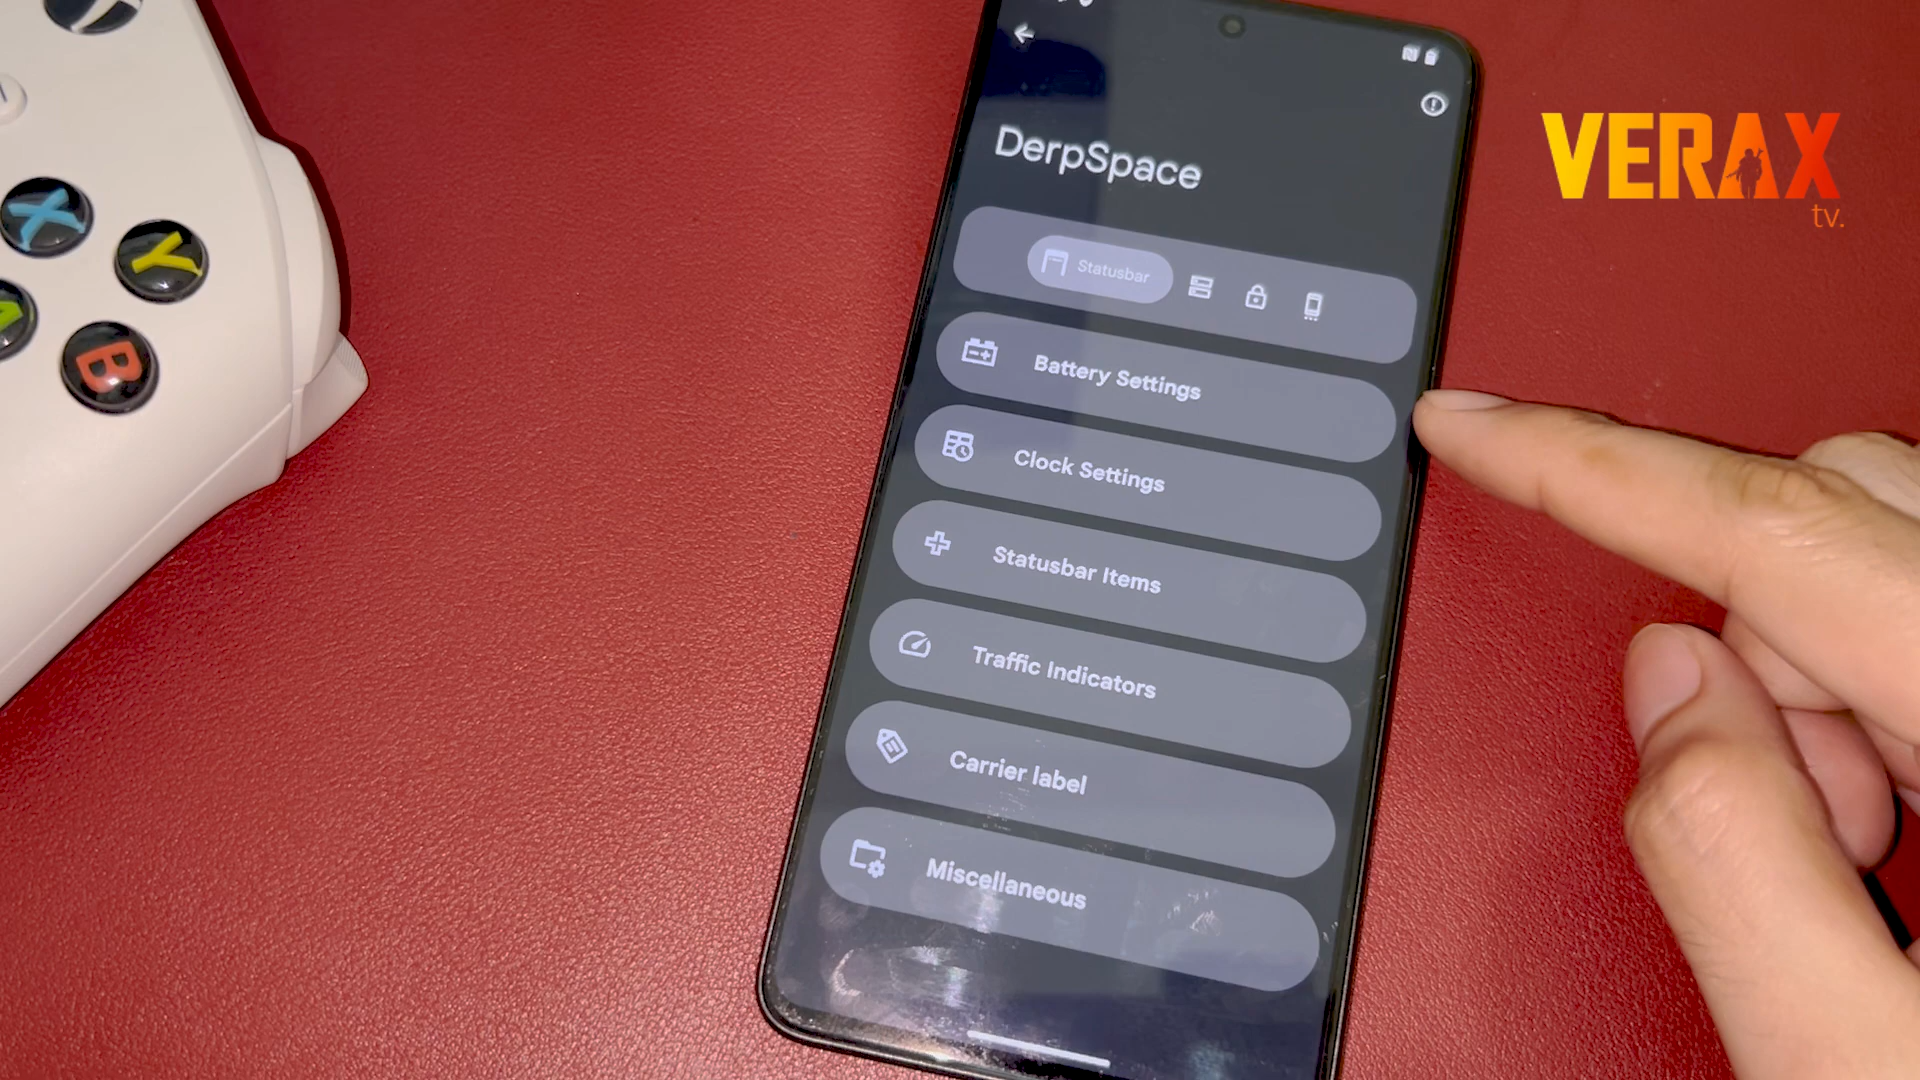 DerpSpace
Statusbar
Battery Settings
Clock Settings
Statusbar Items
Traffic Indicators
Carrier label
Miscellaneous
VERAX
tv.
X
Y
A
B